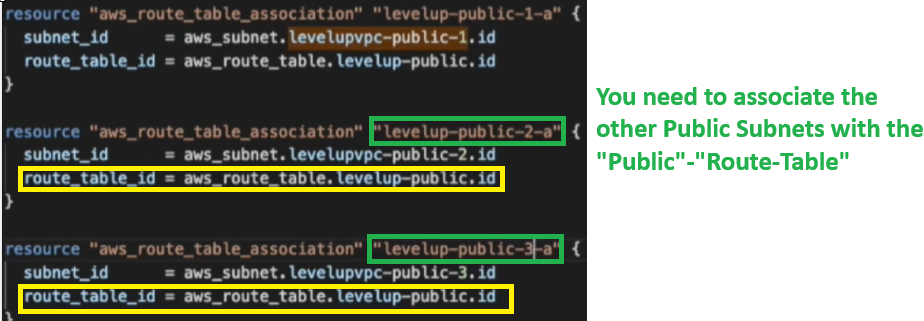 resource "aws_route_table_association" "levelup-public-1-a" {
subnet_id = aws_subnet.levelupvpc-public-1.id
route_table_id = aws_route_table.levelup-public.id
}
resource "aws_route_table_association" "levelup-public-2-a" {
subnet_id = aws_subnet.levelupvpc-public-2.id
route_table_id = aws_route_table.levelup-public.id
}
resource "aws_route_table_association" "levelup-public-3-a" {
subnet_id = aws_subnet.levelupvpc-public-3.id
route_table_id = aws_route_table.levelup-public.id
}
You need to associate the
other Public Subnets with the
"Public"-"Route-Table"